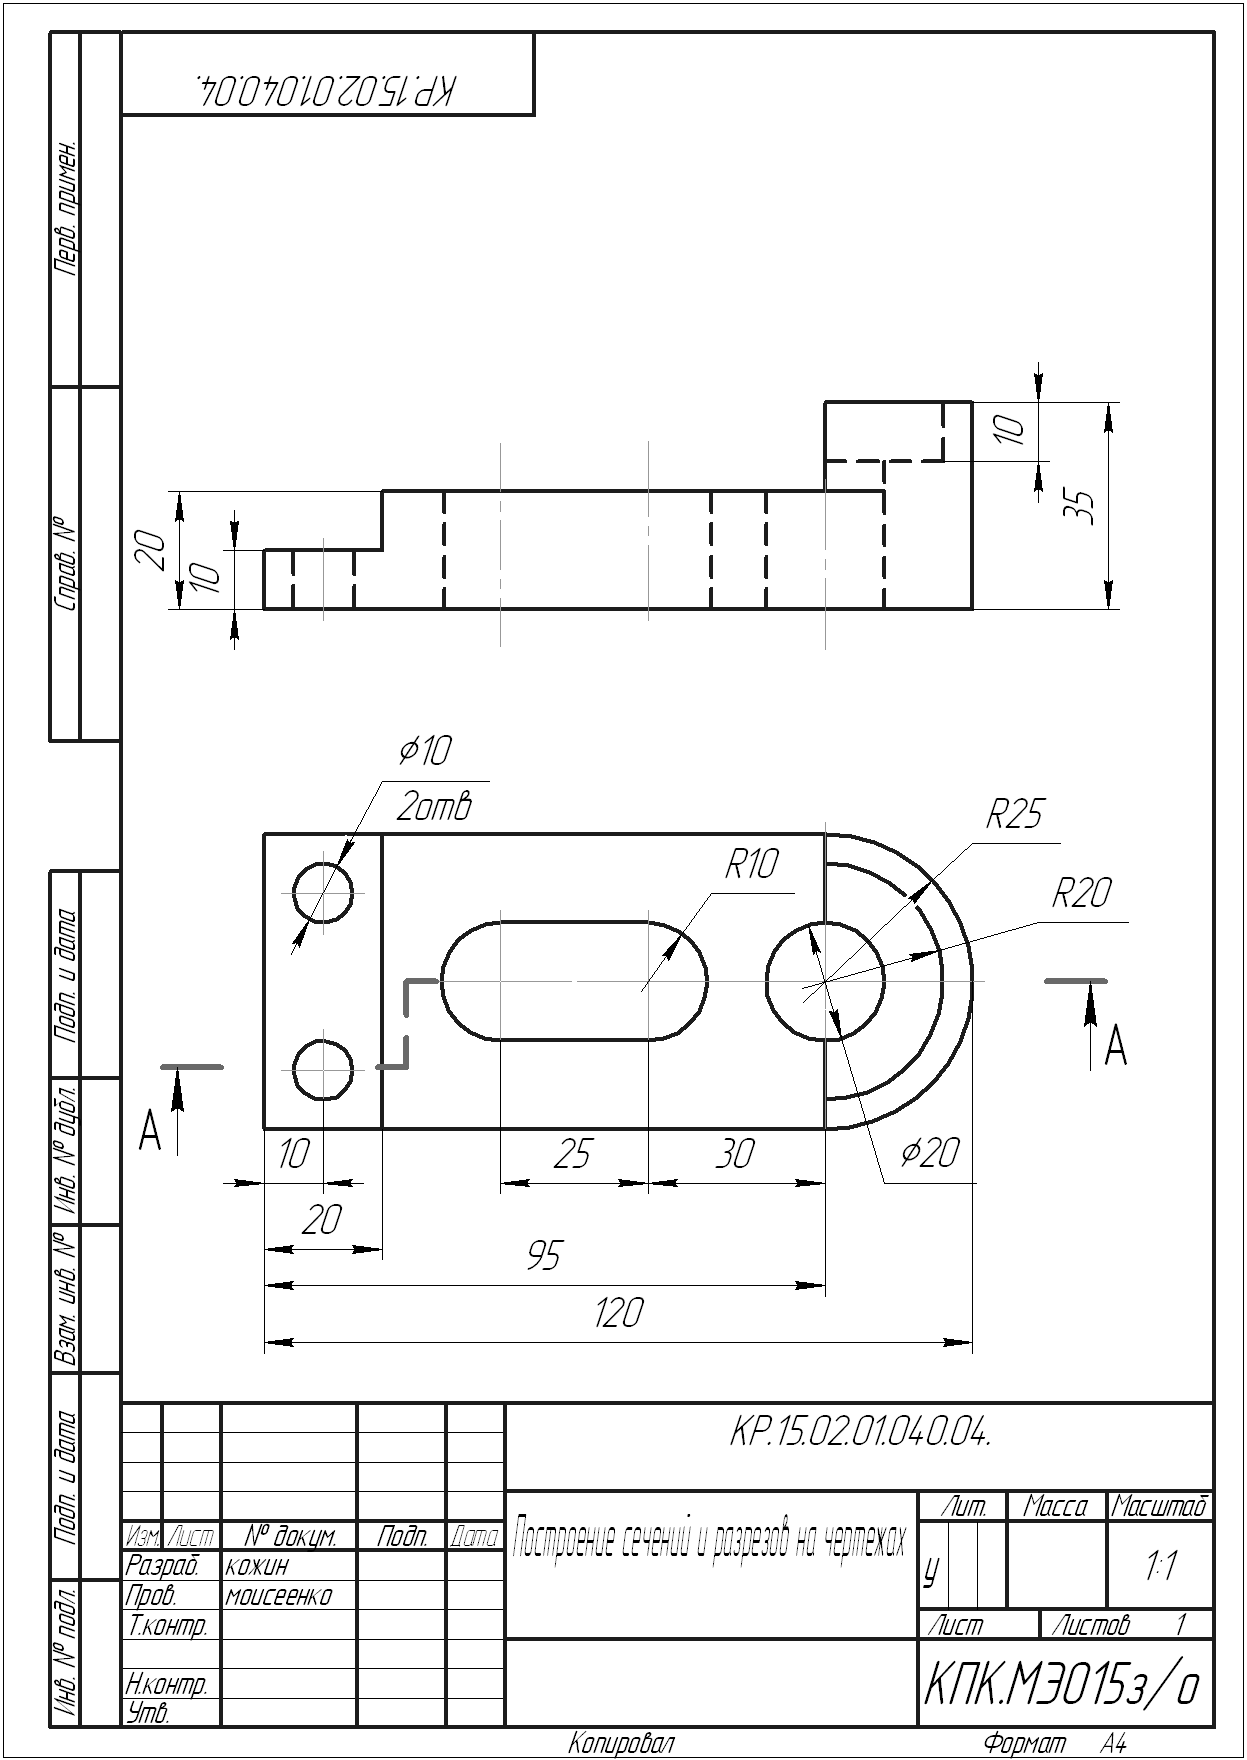 КР.15.02.01.040.04.
Перв. примен.
Справ. №
Подп. и дата
Инв. № дубл.
Взам. инв. №
Подп. и дата
Инв. № подл.
10
35
20
10
⌀10
2отв
R25
R10
R20
А
А
10
25
30
⌀20
20
95
120
КР.15.02.01.040.04.
Лит. Масса Масштаб
Изм. Лист № докум. Подп. Дата
Построение сечений и разрезов на чертежах
Разраб. кожин
у 1:1
Пров. моисеенко
Т.контр.
Лист Листов 1
Н.контр.
КПК.МЭ015з/о
Утв.
Копировал Формат А4